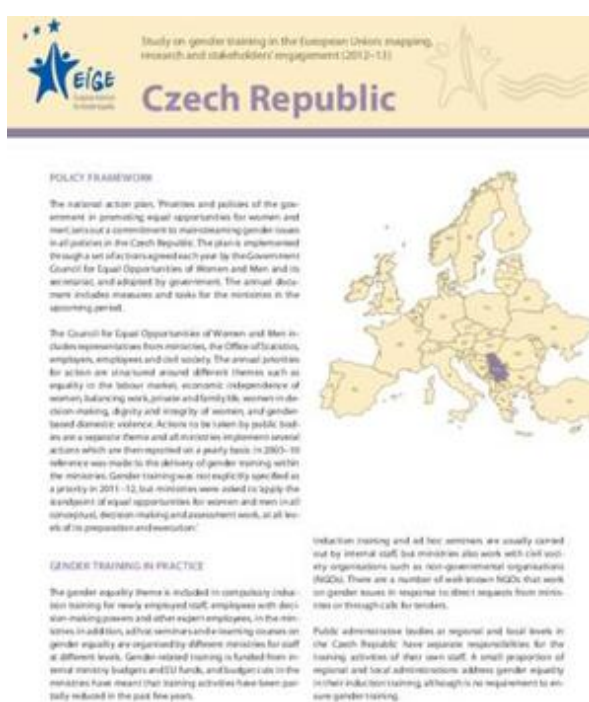 Study on gender training in the European Union: mapping,
research and stakeholders' engagement (2012–13)
EIGE
Czech Republic
POLICY FRAMEWORK
The national action plan, 'Priorities and policies of the gov-
ernment in promoting equal opportunities for women and
men', sets out a commitment to mainstreaming gender issues
in all policies in the Czech Republic. The plan is implemented
through a set of actions agreed each year by the Government
Council for Equal Opportunities of Women and Men and its
secretariat, and adopted by government. The annual docu-
ment includes measures and tasks for the ministries in the
upcoming period.
The Council for Equal Opportunities of Women and Men in-
cludes representatives from ministries, the Office of Statistics,
employers, employees and civil society. The annual priorities
for action are structured around different themes such as
equality in the labour market, economic independence of
women, balancing work, private and family life, women in de-
cision-making, dignity and integrity of women, and gender-
based domestic violence. Actions to be taken by public bod-
ies are a separate theme and all ministries implement several
actions which are then reported on a yearly basis. In 2003–10
reference was made to the delivery of gender training within
the ministries. Gender training was not explicitly specified as
a priority in 2011–12, but ministries were asked to 'apply the
standpoint of equal opportunities for women and men in all
conceptual, decision-making and assessment work, at all lev-
els of its preparation and execution.'
GENDER TRAINING IN PRACTICE
The gender equality theme is included in compulsory induc-
tion training for newly employed staff, employees with deci-
sion-making powers and other expert employees, in the min-
istries. In addition, ad hoc seminars and e-learning courses on
gender equality are organised by different ministries for staff
at different levels. Gender-related training is funded from in-
ternal ministry budgets and EU funds, and budget cuts in the
ministries have meant that training activities have been par-
tially reduced in the past few years.
Induction training and ad hoc seminars are usually carried
out by internal staff, but ministries also work with civil soci-
ety organisations such as non-governmental organisations
(NGOs). There are a number of well-known NGOs that work
on gender issues in response to direct requests from minis-
tries or through calls for tenders.
Public administrative bodies at regional and local levels in
the Czech Republic have separate responsibilities for the
training activities of their own staff. A small proportion of
regional and local administrations address gender equality
in their induction training, although is no requirement to en-
sure gender training.